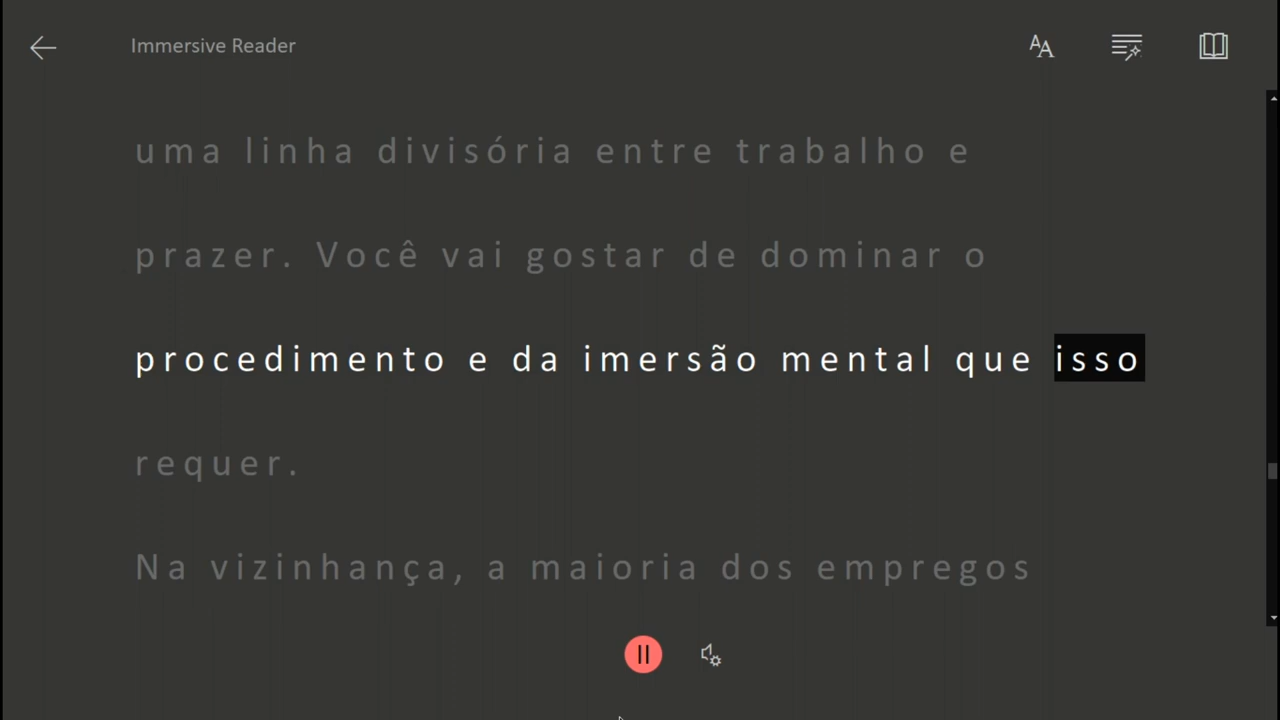 Immersive Reader
uma linha divisória entre trabalho e
prazer. Você vai gostar de dominar o
procedimento e da imersão mental que isso
requer.
Na vizinhança, a maioria dos empregos